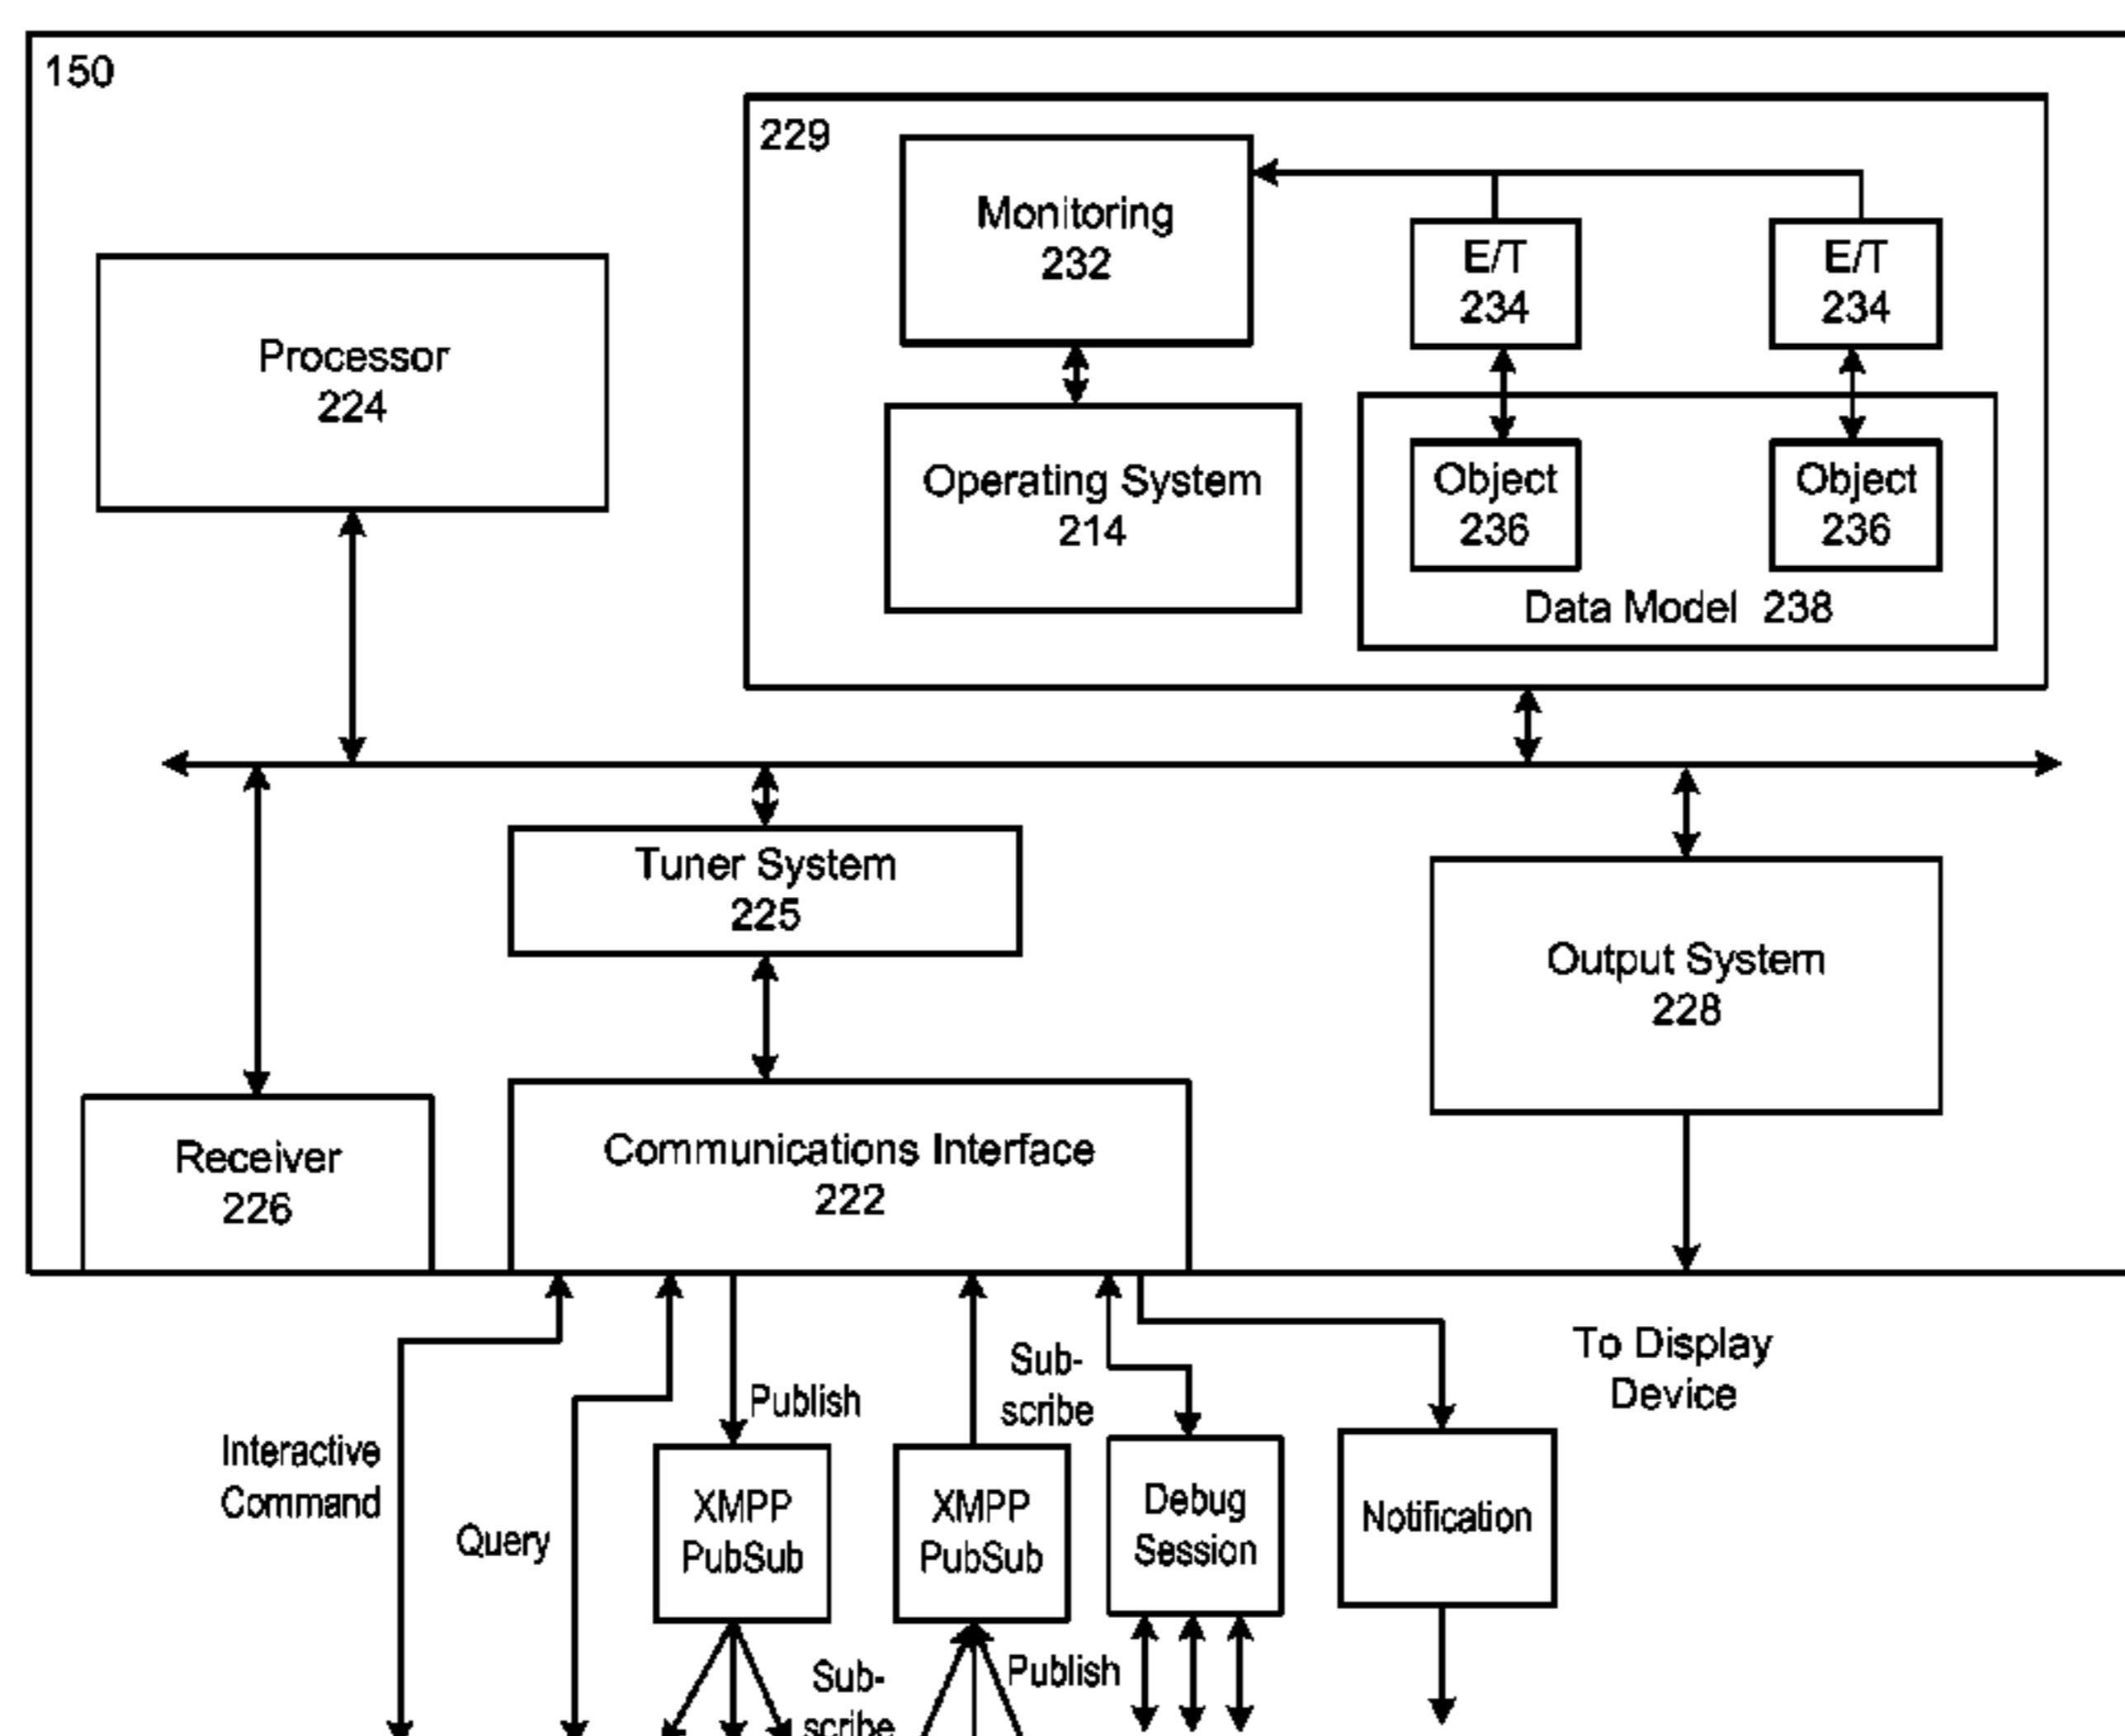 150
229
Monitoring
232
E/T
234
E/T
234
Processor
224
Operating System
214
Object
236
Object
236
Data Model 238
Tuner System
225
Output System
228
Receiver
226
Communications Interface
222
To Display
Device
Interactive
Command
Query
Publish
Sub-
scribe
XMPP
PubSub
XMPP
PubSub
Debug
Session
Notification
Sub-
scribe
Publish